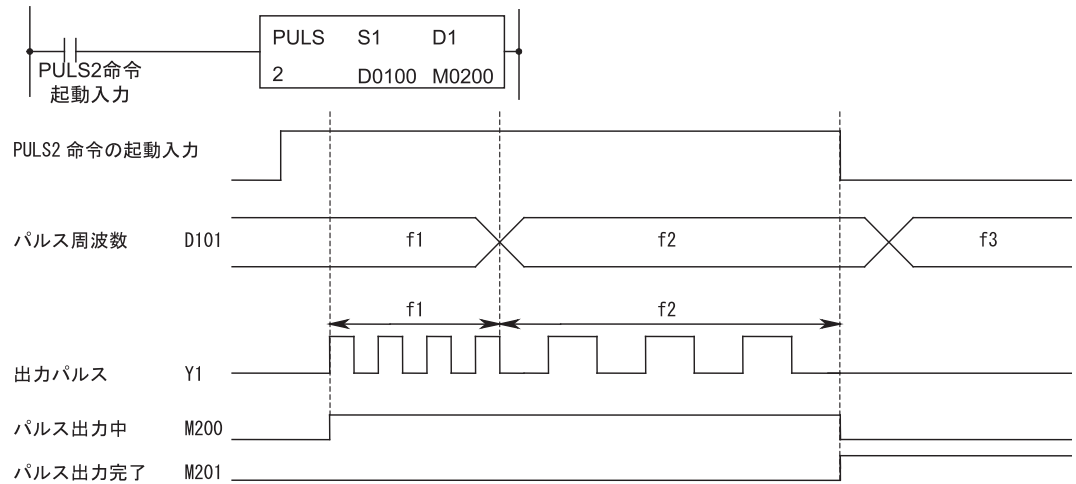 PULS S1 D1
2 D0100 M0200
PULS2命令
起動入力
PULS2 命令の起動入力
パルス周波数 D101 f1 f2 f3
f1 f2
出力パルス Y1
パルス出力中 M200
パルス出力完了 M201